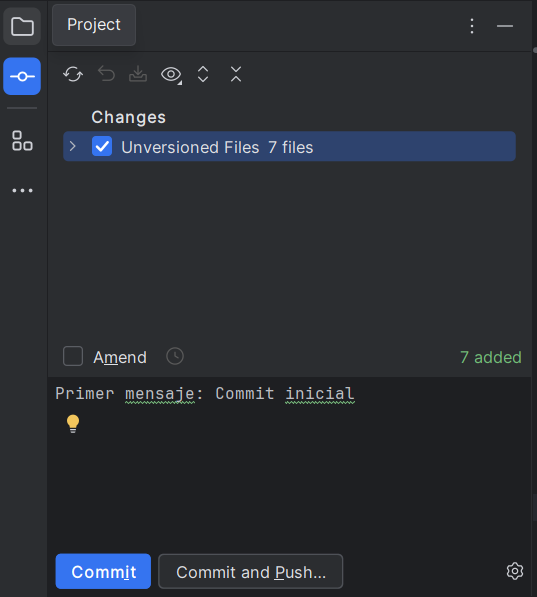 Project
Changes
Unversioned Files 7 files
Amend
7 added
Primer mensaje: Commit inicial
Commit
Commit and Push...